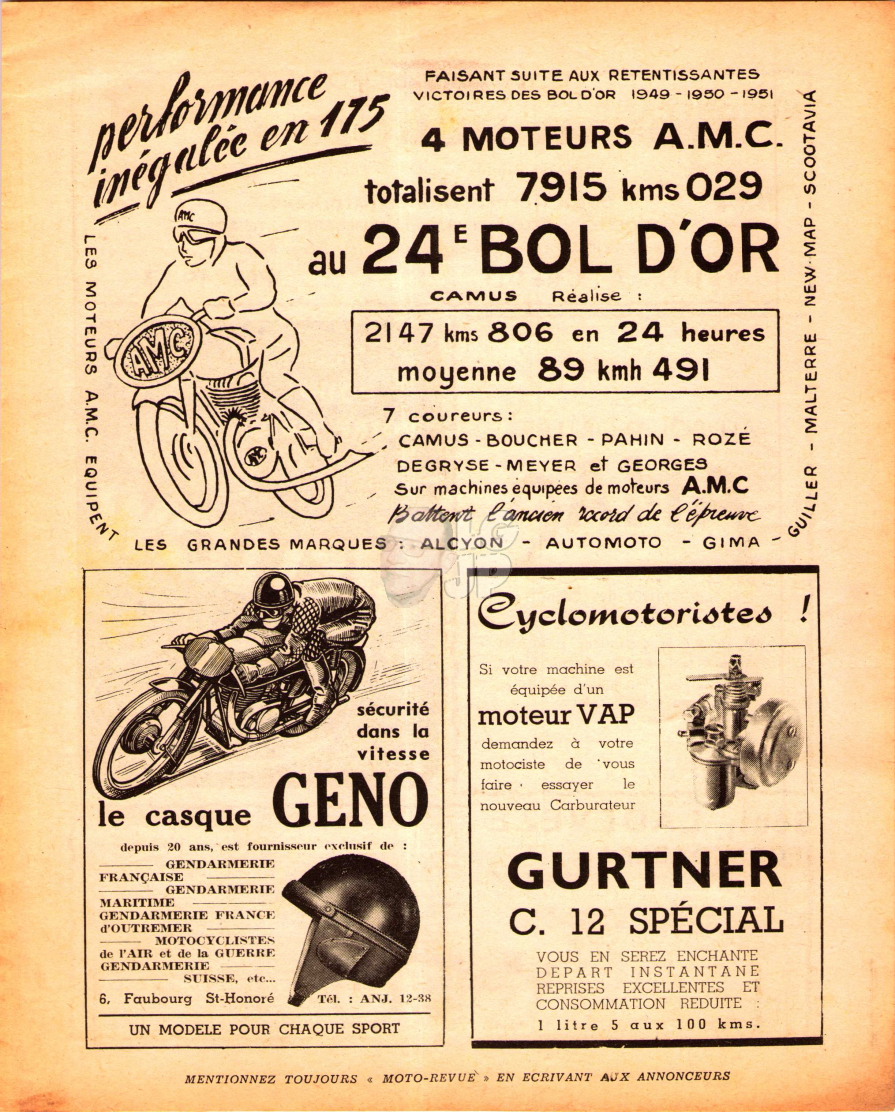 performance
inégalée en 175
FAISANT SUITE AUX RETENTISSANTES
VICTOIRES DES BOL D'OR 1949 - 1950 - 1951
4 MOTEURS A.M.C.
totalisent 7915 kms 029
au 24E BOL D'OR
CAMUS Réalise :
2147 kms 806 en 24 heures
moyenne 89 kmh 491
7 coureurs :
CAMUS - BOUCHER - PAHIN - ROZÉ
DEGRYSE - MEYER et GEORGES
Sur machines équipées de moteurs A.M.C
Battent l'ancien record de l'épreuve
AMC
AMC
AMC
LES MOTEURS A.M.C. EQUIPENT
LES GRANDES MARQUES : ALCYON - AUTOMOTO - GIMA -
GUILLER - MALTERRE - NEW-MAP - SCOOTAVIA
sécurité
dans la
vitesse
le casque GENO
depuis 20 ans, est fournisseur exclusif de :
GENDARMERIE
FRANÇAISE
GENDARMERIE
MARITIME
GENDARMERIE FRANCE
d'OUTREMER
MOTOCYCLISTES
de l'AIR et de la GUERRE
GENDARMERIE
SUISSE, etc...
6, Faubourg St-Honoré Tél. : ANJ. 12-38
UN MODELE POUR CHAQUE SPORT
Cyclomotoristes !
Si votre machine est
équipée d'un
moteur VAP
demandez à votre
motociste de vous
faire essayer le
nouveau Carburateur
GURTNER
C. 12 SPÉCIAL
VOUS EN SEREZ ENCHANTE
DEPART INSTANTANE
REPRISES EXCELLENTES ET
CONSOMMATION REDUITE :
1 litre 5 aux 100 kms.
MENTIONNEZ TOUJOURS « MOTO-REVUE » EN ECRIVANT AUX ANNONCEURS